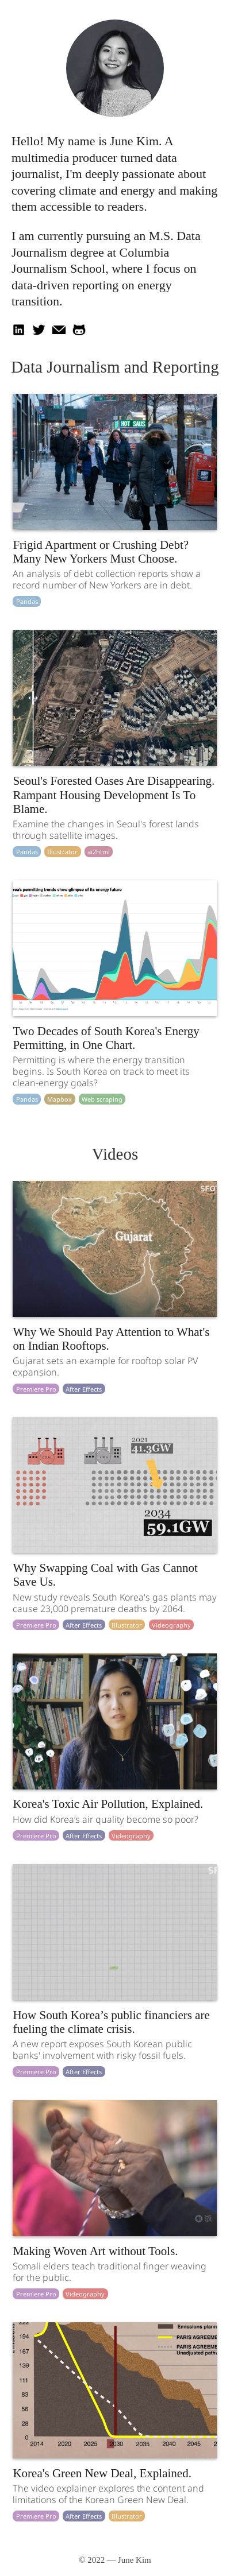 Hello! My name is June Kim. A
multimedia producer turned data
journalist, I'm deeply passionate about
covering climate and energy and making
them accessible to readers.
I am currently pursuing an M.S. Data
Journalism degree at Columbia
Journalism School, where I focus on
data-driven reporting on energy
transition.
Data Journalism and Reporting
HOT SALE
Frigid Apartment or Crushing Debt?
Many New Yorkers Must Choose.
An analysis of debt collection reports show a
record number of New Yorkers are in debt.
Pandas
Seoul's Forested Oases Are Disappearing.
Rampant Housing Development Is To
Blame.
Examine the changes in Seoul's forest lands
through satellite images.
Pandas Illustrator ai2html
rea's permitting trends show glimpse of its energy future
Two Decades of South Korea's Energy
Permitting, in One Chart.
Permitting is where the energy transition
begins. Is South Korea on track to meet its
clean-energy goals?
Pandas Mapbox Web scraping
Videos
Gujarat
Why We Should Pay Attention to What's
on Indian Rooftops.
Gujarat sets an example for rooftop solar PV
expansion.
Premiere Pro After Effects
2021
41.3GW
2034
59.1GW
Why Swapping Coal with Gas Cannot
Save Us.
New study reveals South Korea's gas plants may
cause 23,000 premature deaths by 2064.
Premiere Pro After Effects Illustrator Videography
Korea's Toxic Air Pollution, Explained.
How did Korea's air quality become so poor?
Premiere Pro After Effects Videography
How South Korea’s public financiers are
fueling the climate crisis.
A new report exposes South Korean public
banks' involvement with risky fossil fuels.
Premiere Pro After Effects
Making Woven Art without Tools.
Somali elders teach traditional finger weaving
for the public.
Premiere Pro Videography
Emissions plann
PARIS AGREEME
PARIS AGREEME
Unadjusted path
194
167
139
111
83
56
28
0
2014 2020 2025 2030 2035 2040 2045
Korea's Green New Deal, Explained.
The video explainer explores the content and
limitations of the Korean Green New Deal.
Premiere Pro After Effects Illustrator
© 2022 — June Kim